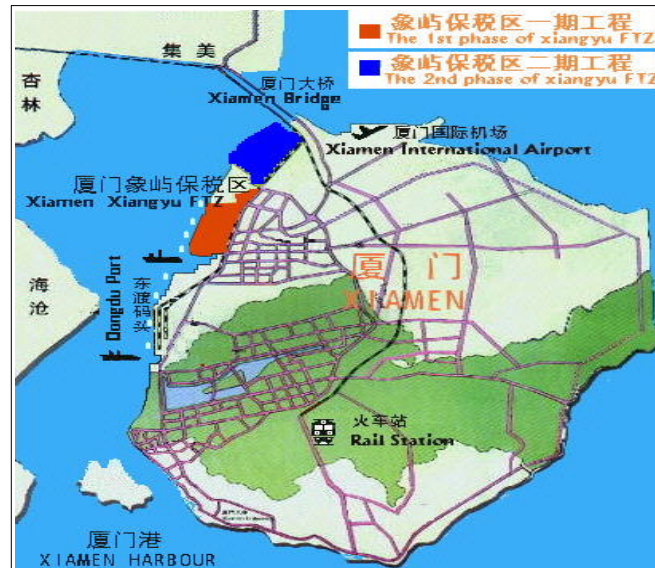 象屿保税区一期工程
The 1st phase of xiangyu FTZ
象屿保税区二期工程
The 2nd phase of xiangyu FTZ
集美
杏林
厦门大桥
Xiamen Bridge
厦门国际机场
Xiamen International Airport
厦门象屿保税区
Xiamen Xiangyu FTZ
海沧
Dongdu Port
东渡码头
厦门
XIAMEN
火车站
Rail Station
厦门港
XIAMEN HARBOUR